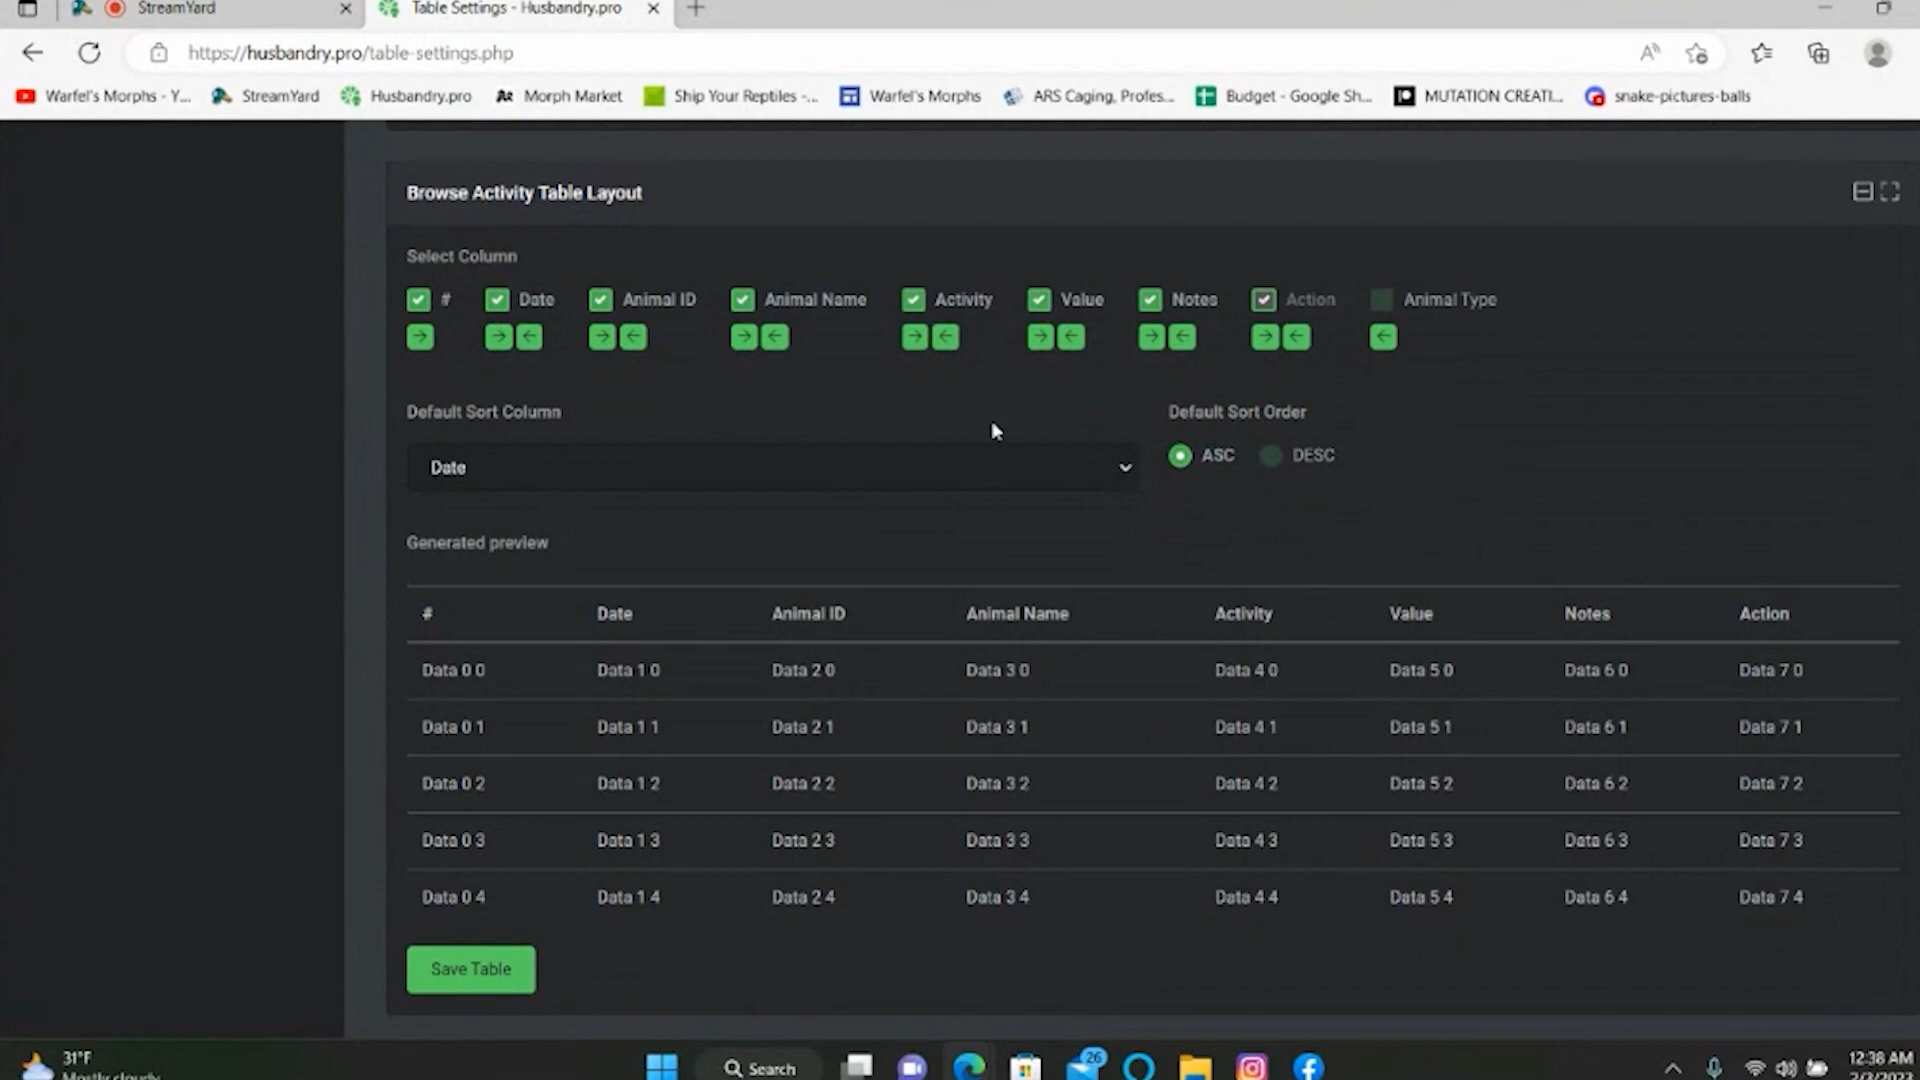 StreamYard
Table Settings - Husbandry.pro
https://husbandry.pro/table-settings.php
Warfel's Morphs - Y...
StreamYard
Husbandry.pro
Morph Market
Ship Your Reptiles -...
Warfel's Morphs
ARS Caging, Profes...
Budget - Google Sh...
MUTATION CREATI...
snake-pictures-balls
Browse Activity Table Layout
Select Column
# Date Animal ID Animal Name Activity Value Notes Action Animal Type
Default Sort Column
Default Sort Order
Date
ASC DESC
Generated preview
# Date Animal ID Animal Name Activity Value Notes Action
Data 0 0 Data 1 0 Data 2 0 Data 3 0 Data 4 0 Data 5 0 Data 6 0 Data 7 0
Data 0 1 Data 1 1 Data 2 1 Data 3 1 Data 4 1 Data 5 1 Data 6 1 Data 7 1
Data 0 2 Data 1 2 Data 2 2 Data 3 2 Data 4 2 Data 5 2 Data 6 2 Data 7 2
Data 0 3 Data 1 3 Data 2 3 Data 3 3 Data 4 3 Data 5 3 Data 6 3 Data 7 3
Data 0 4 Data 1 4 Data 2 4 Data 3 4 Data 4 4 Data 5 4 Data 6 4 Data 7 4
Save Table
31°F
Mostly cloudy
Search
26
12:38 AM
2/3/2023